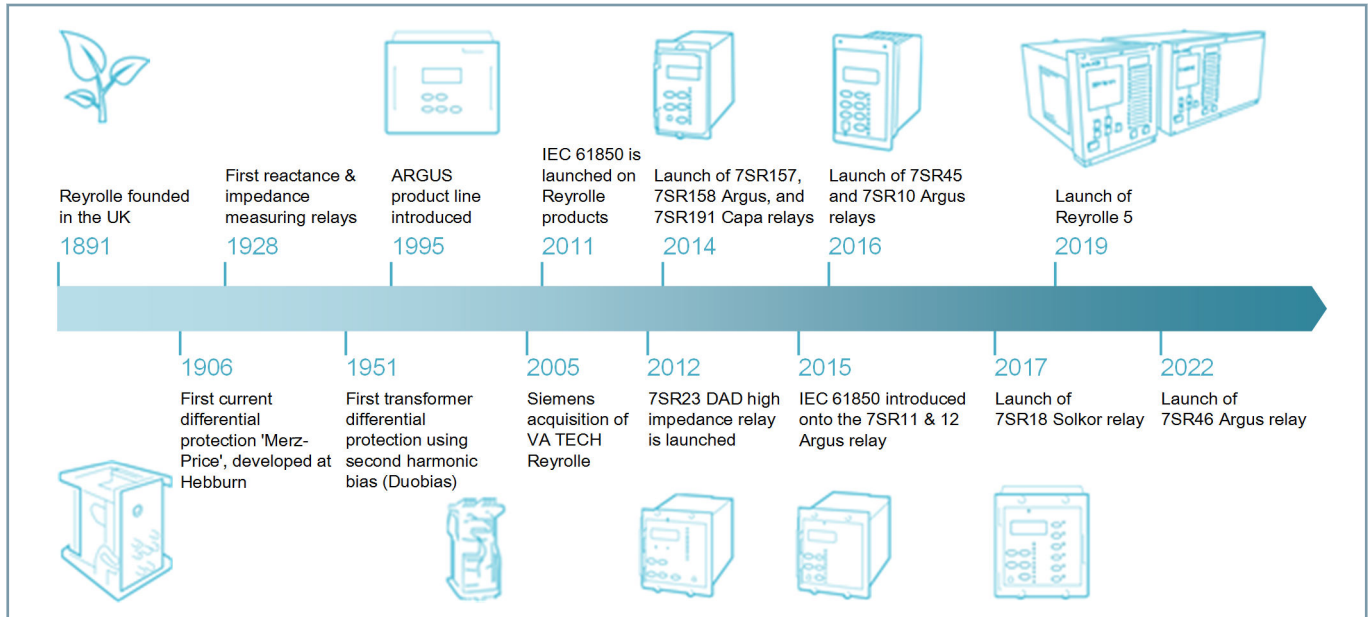 Reyrolle founded
in the UK
1891
First reactance &
impedance
measuring relays
1928
ARGUS
product line
introduced
1995
IEC 61850 is
launched on
Reyrolle
products
2011
Launch of 7SR157,
7SR158 Argus, and
7SR191 Capa relays
2014
Launch of 7SR45
and 7SR10 Argus
relays
2016
Launch of
Reyrolle 5
2019
1906
First current
differential
protection 'Merz-
Price', developed at
Hebburn
1951
First transformer
differential
protection using
second harmonic
bias (Duobias)
2005
Siemens
acquisition of
VA TECH
Reyrolle
2012
7SR23 DAD high
impedance relay
is launched
2015
IEC 61850 introduced
onto the 7SR11 & 12
Argus relay
2017
Launch of
7SR18 Solkor relay
2022
Launch of
7SR46 Argus relay